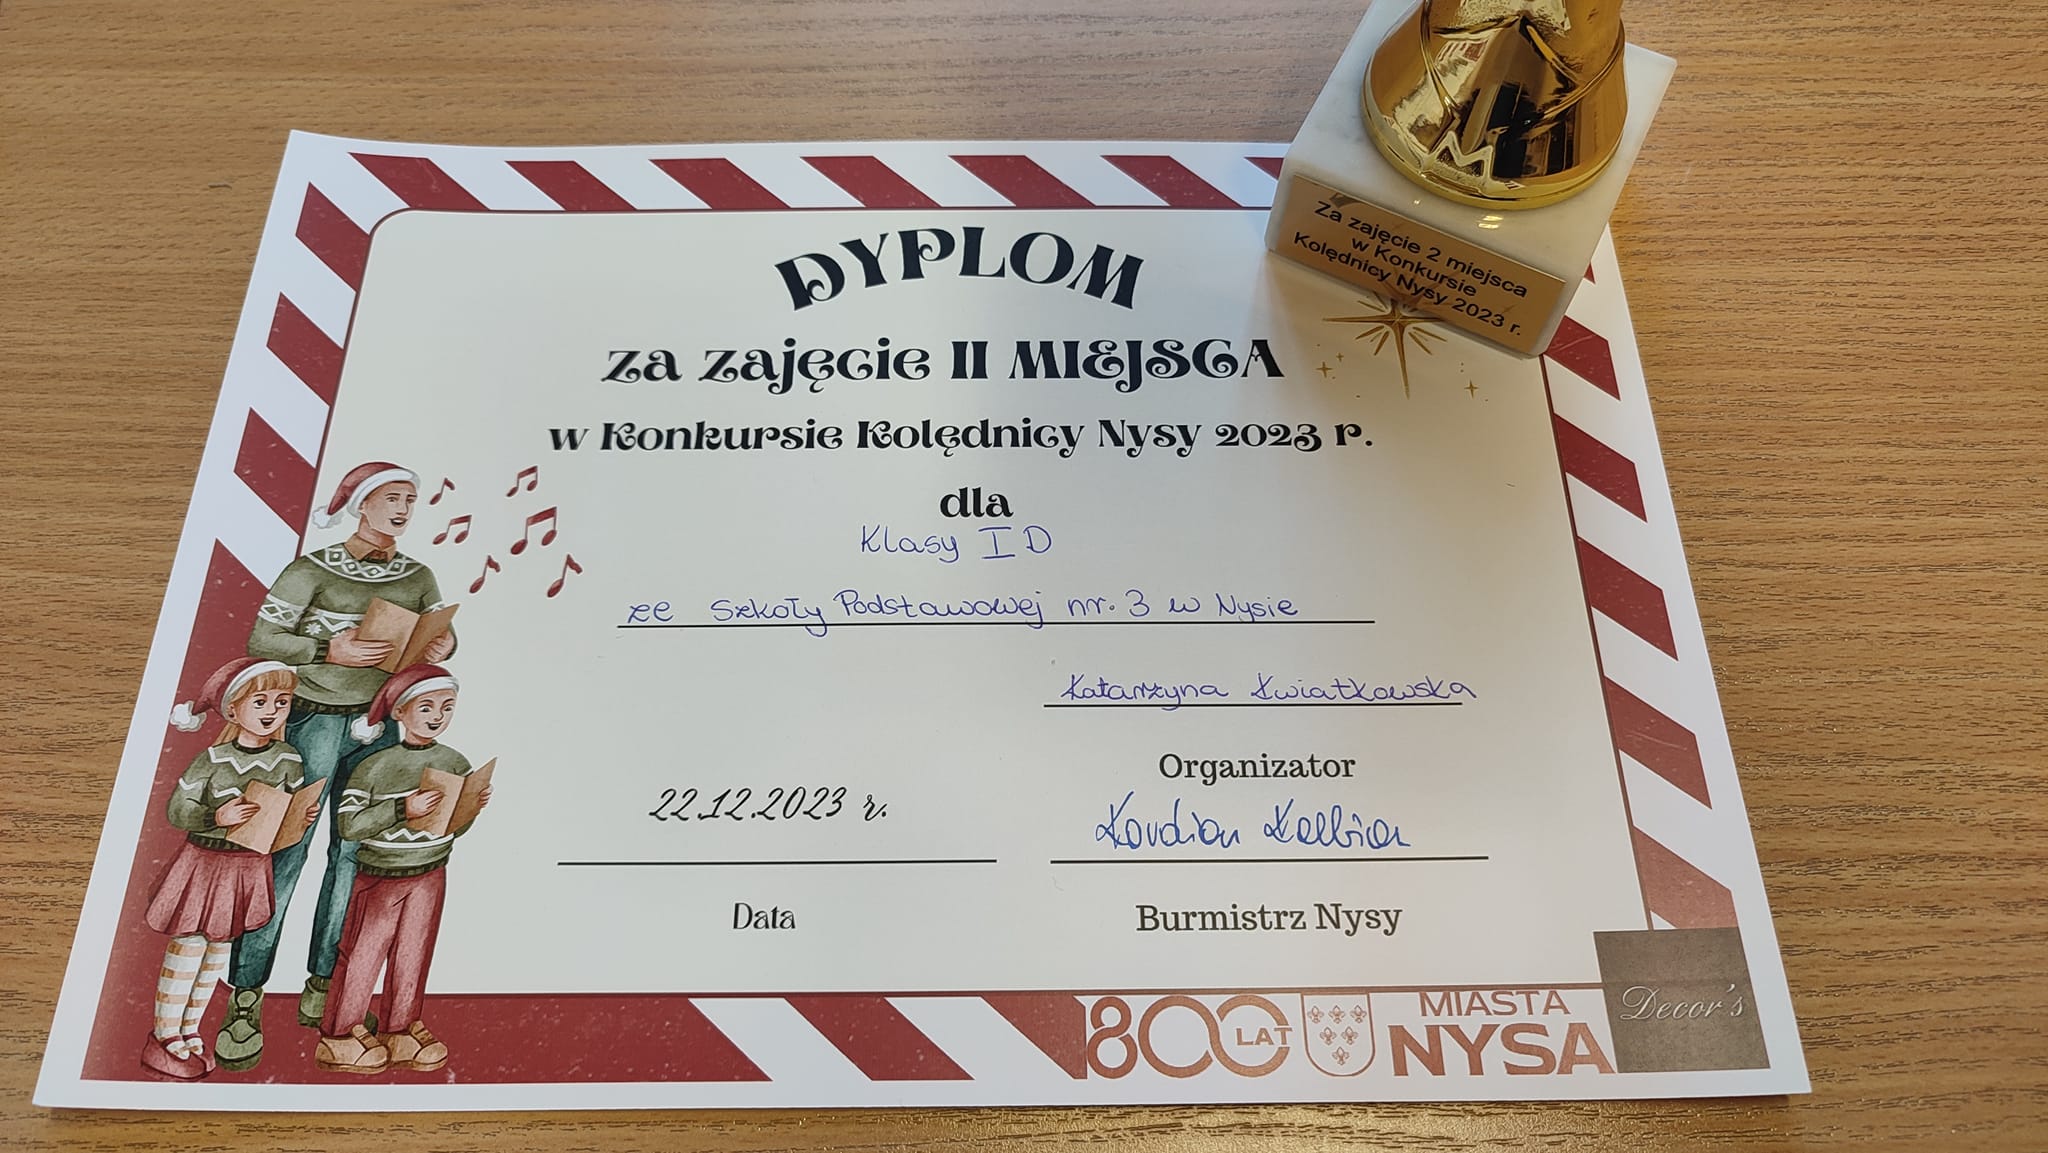 DYPLOM
za zajęcie II MIEJSCA
w Konkursie Kolędnicy Nysy 2023 r.
dla
Klasy I D
ze Szkoły Podstawowej nr. 3 w Nysie
Katarzyna Kwiatkowska
Organizator
22.12.2023 r.
Kordian Kolbiarz
Data
Burmistrz Nysy
800 LAT
MIASTA
NYSA
Decor's
Za zajęcie 2 miejsca
w Konkursie
Kolędnicy Nysy 2023 r.